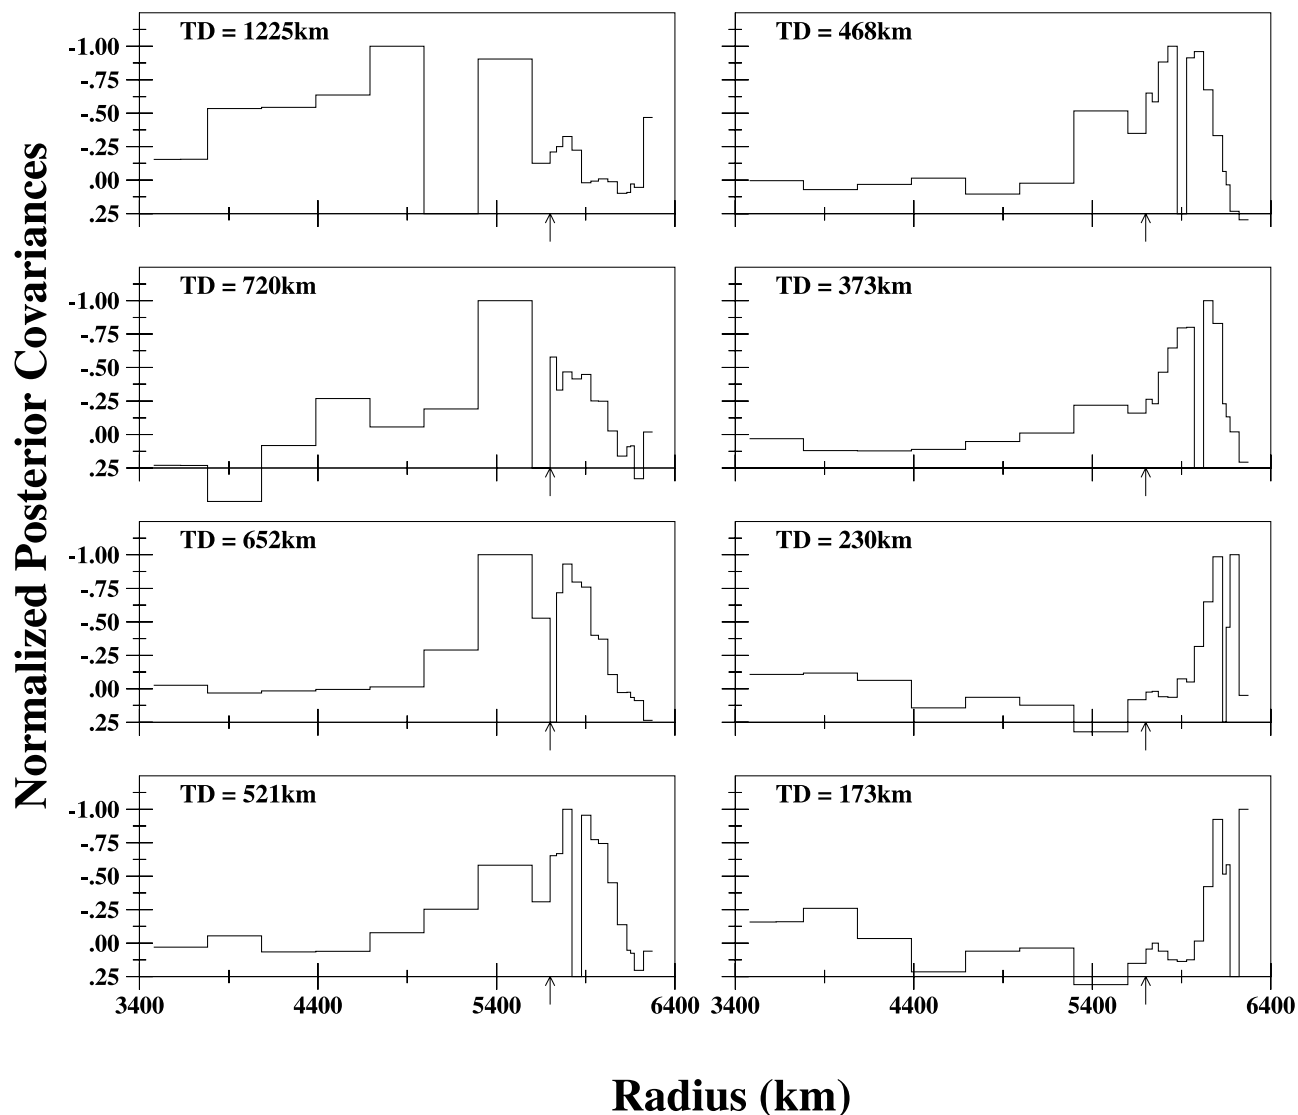 Normalized Posterior Covariances
TD = 1225km
-1.00
-.75
-.50
-.25
.00
.25
TD = 468km
TD = 720km
-1.00
-.75
-.50
-.25
.00
.25
TD = 373km
TD = 652km
-1.00
-.75
-.50
-.25
.00
.25
TD = 230km
TD = 521km
-1.00
-.75
-.50
-.25
.00
.25
TD = 173km
3400 4400 5400 6400
3400 4400 5400 6400
Radius (km)